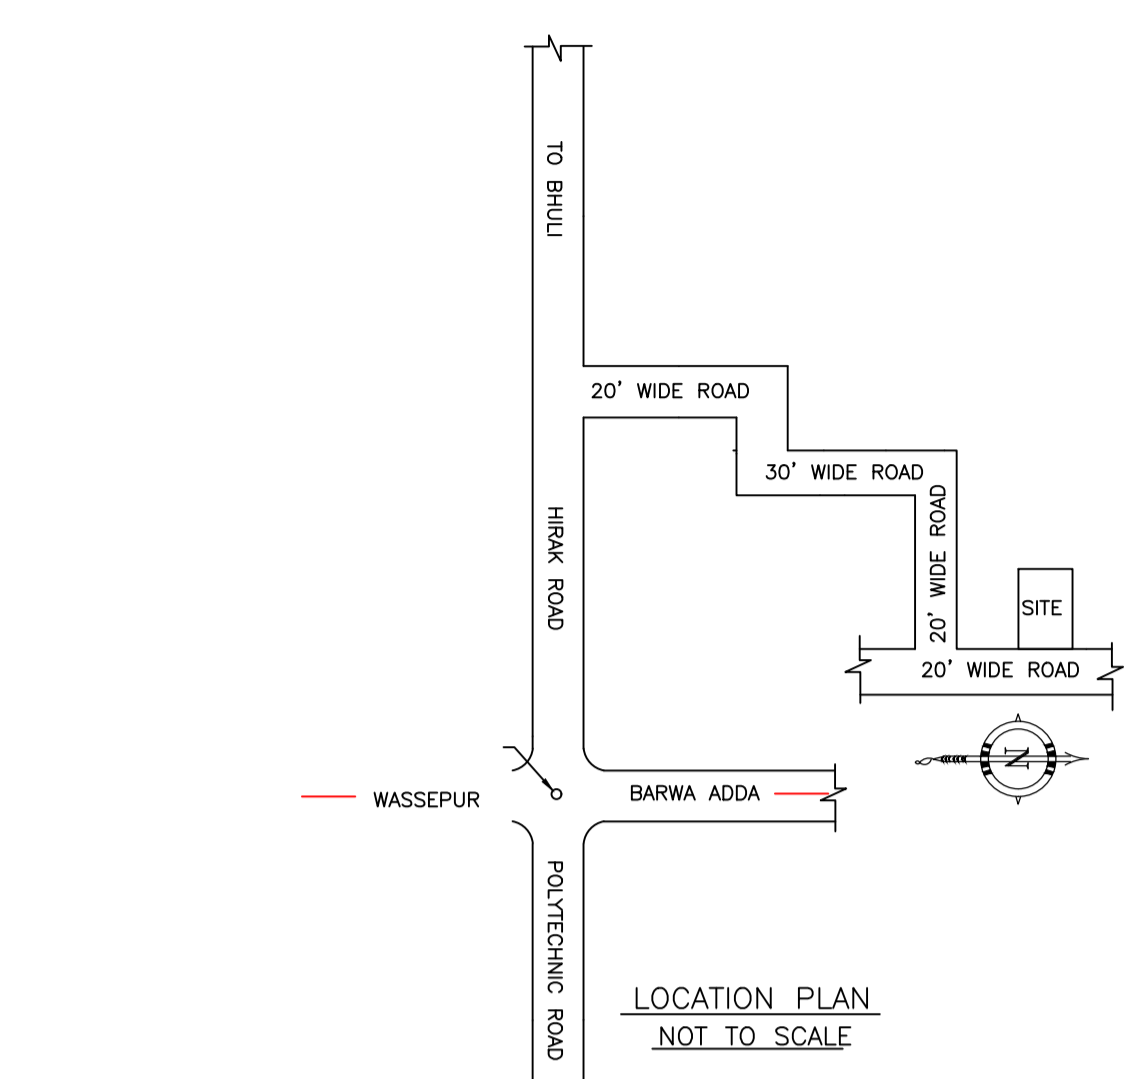 TO BHULI
20' WIDE ROAD
30' WIDE ROAD
20' WIDE ROAD
HIRAK ROAD
SITE
20' WIDE ROAD
N
WASSEPUR
BARWA ADDA
POLYTECHNIC ROAD
LOCATION PLAN
NOT TO SCALE